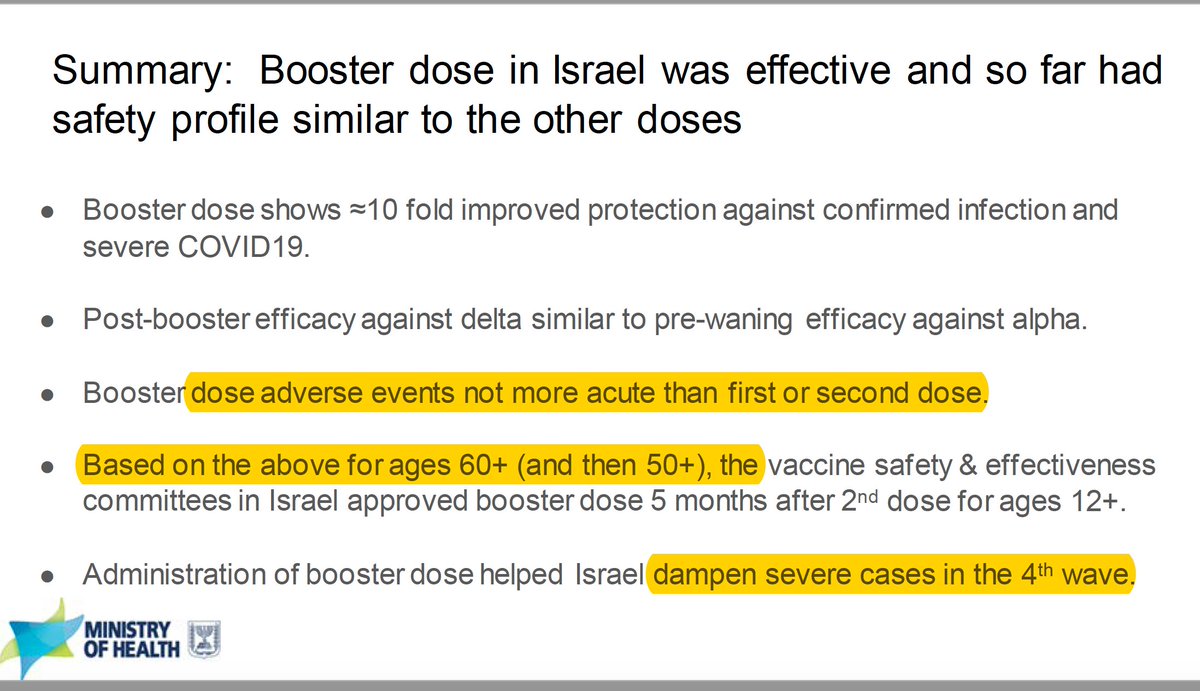 Summary: Booster dose in Israel was effective and so far had
safety profile similar to the other doses
● Booster dose shows ≈10 fold improved protection against confirmed infection and
severe COVID19.
● Post-booster efficacy against delta similar to pre-waning efficacy against alpha.
● Booster dose adverse events not more acute than first or second dose.
● Based on the above for ages 60+ (and then 50+), the vaccine safety & effectiveness
committees in Israel approved booster dose 5 months after 2nd dose for ages 12+.
● Administration of booster dose helped Israel dampen severe cases in the 4th wave.
MINISTRY
OF HEALTH